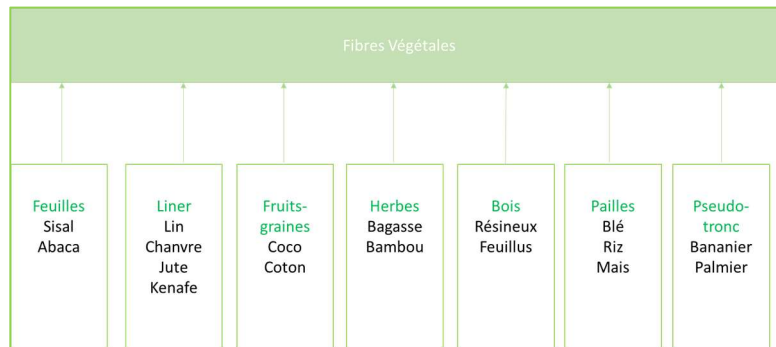 Fibres Végétales
Feuilles
Sisal
Abaca
Liner
Lin
Chanvre
Jute
Kenafe
Fruits-
graines
Coco
Coton
Herbes
Bagasse
Bambou
Bois
Résineux
Feuillus
Pailles
Blé
Riz
Mais
Pseudo-
tronc
Bananier
Palmier